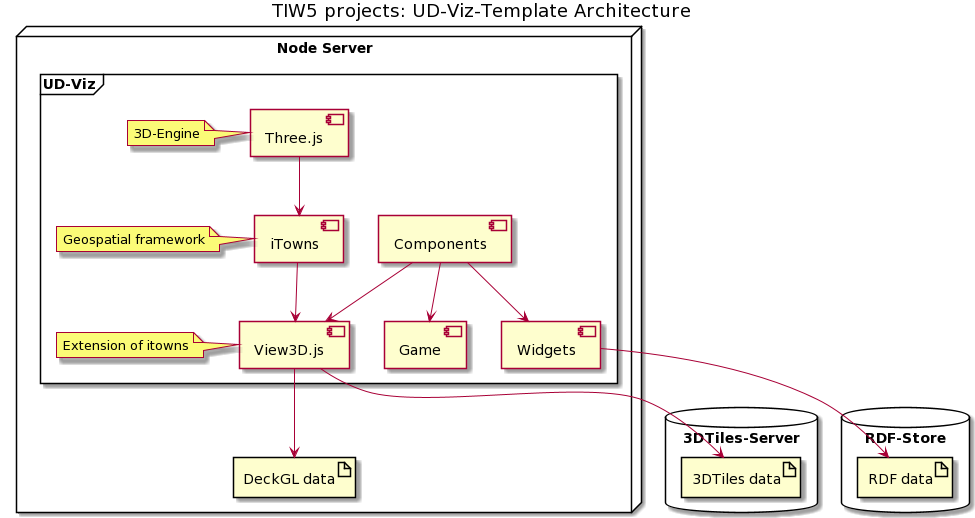 TIW5 projects: UD-Viz-Template Architecture
Node Server
UD-Viz
3D-Engine
Three.js
Geospatial framework
iTowns
Components
Extension of itowns
View3D.js
Game
Widgets
3DTiles-Server
RDF-Store
DeckGL data
3DTiles data
RDF data